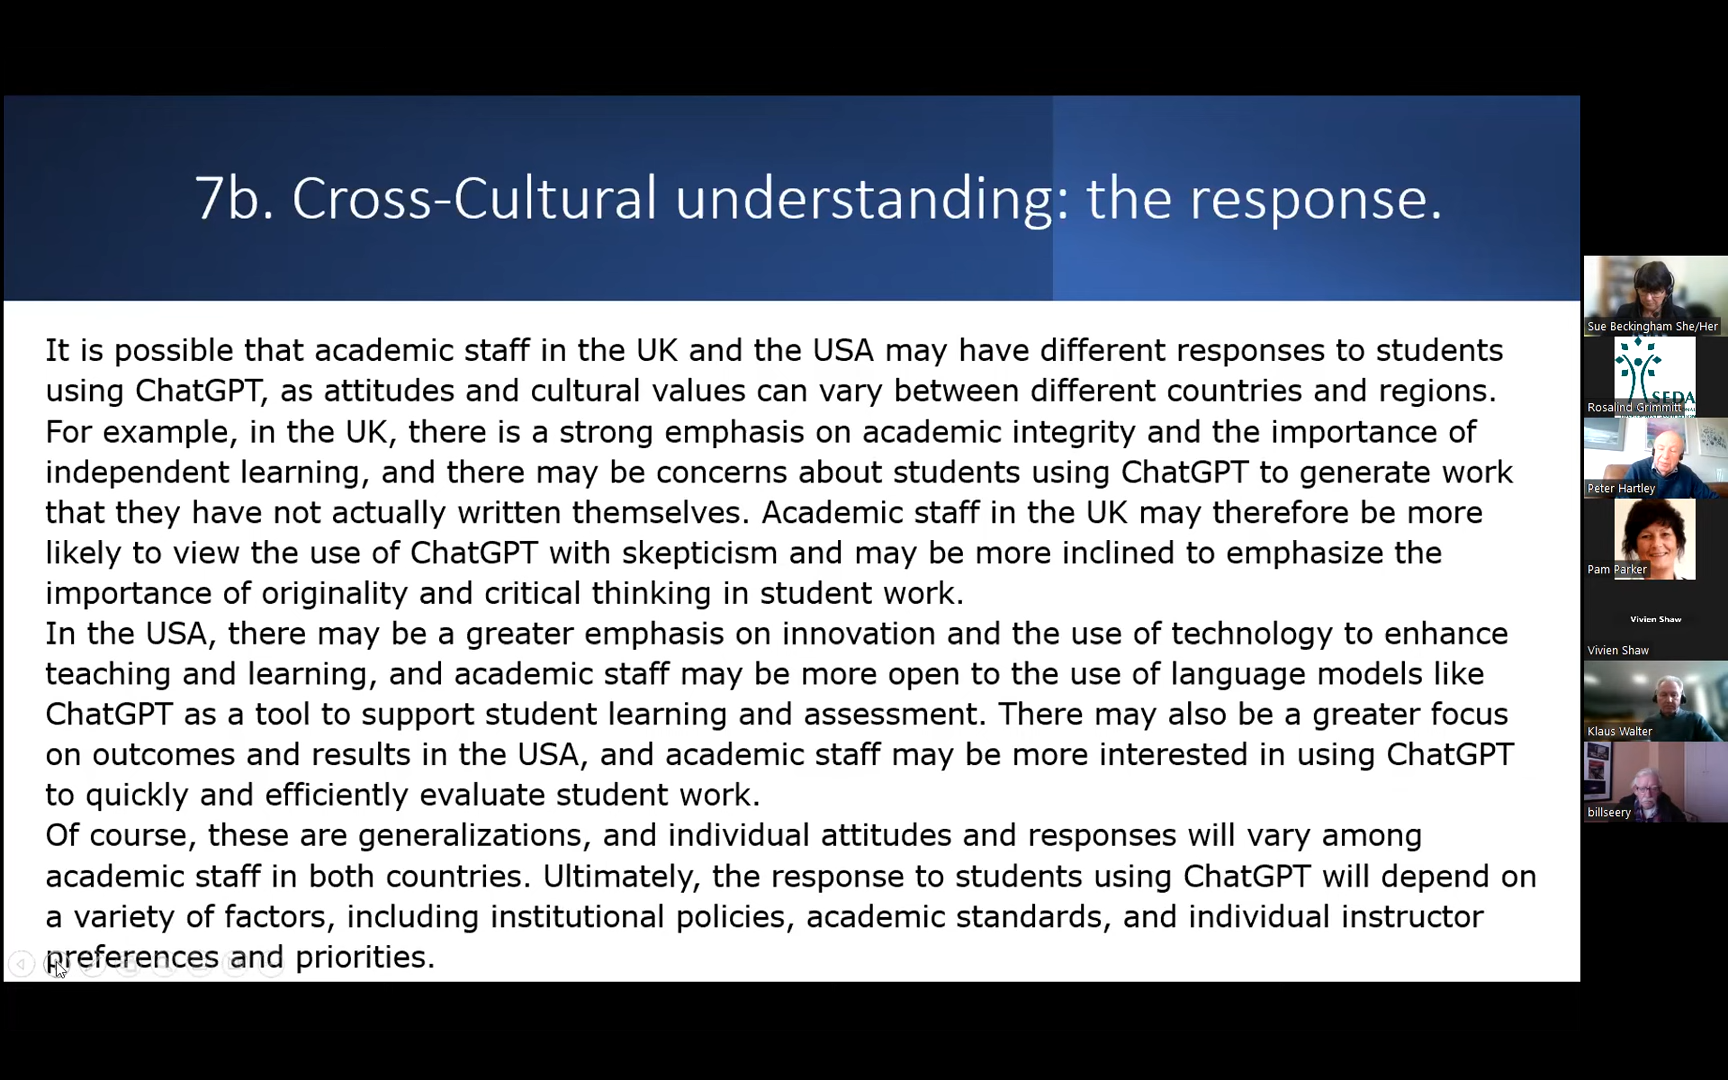 7b. Cross-Cultural understanding: the response.
It is possible that academic staff in the UK and the USA may have different responses to students
using ChatGPT, as attitudes and cultural values can vary between different countries and regions.
For example, in the UK, there is a strong emphasis on academic integrity and the importance of
independent learning, and there may be concerns about students using ChatGPT to generate work
that they have not actually written themselves. Academic staff in the UK may therefore be more
likely to view the use of ChatGPT with skepticism and may be more inclined to emphasize the
importance of originality and critical thinking in student work.
In the USA, there may be a greater emphasis on innovation and the use of technology to enhance
teaching and learning, and academic staff may be more open to the use of language models like
ChatGPT as a tool to support student learning and assessment. There may also be a greater focus
on outcomes and results in the USA, and academic staff may be more interested in using ChatGPT
to quickly and efficiently evaluate student work.
Of course, these are generalizations, and individual attitudes and responses will vary among
academic staff in both countries. Ultimately, the response to students using ChatGPT will depend on
a variety of factors, including institutional policies, academic standards, and individual instructor
preferences and priorities.
Sue Beckingham She/Her
SEDA
Rosalind Grimmitt
Peter Hartley
Pam Parker
Vivien Shaw
Vivien Shaw
Klaus Walter
billseery